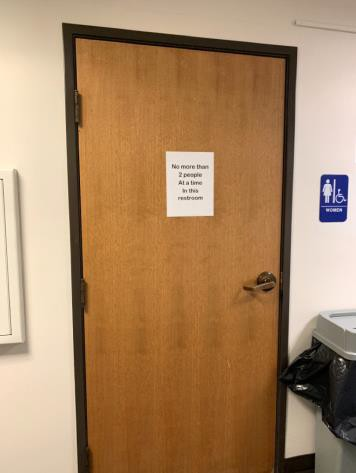 No more than
2 people
At a time
In this
restroom
WOMEN